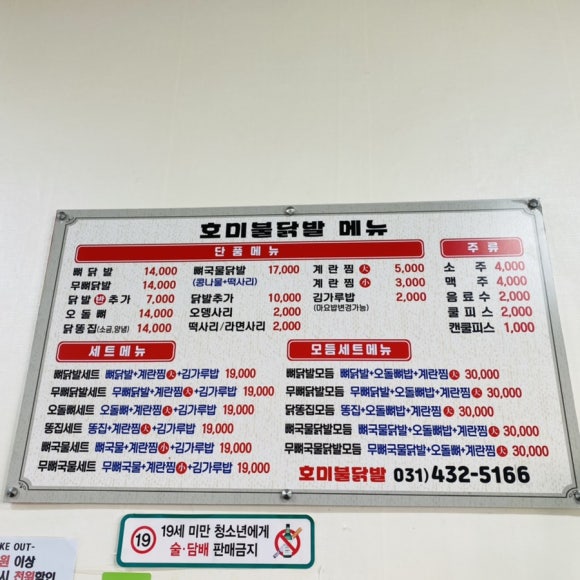 호미불닭발 메뉴
단품메뉴
뼈닭발 14,000
무뼈닭발 14,000
닭발 반 추가 7,000
오돌뼈 14,000
닭똥집(소금,양념) 14,000
뼈국물닭발 17,000
(콩나물+떡사리)
닭발추가 10,000
오뎅사리 2,000
떡사리/라면사리 2,000
계란찜 大 5,000
계란찜 小 3,000
김가루밥 2,000
(마요밥변경가능)
주류
소주 4,000
맥주 4,000
음료수 2,000
쿨피스 2,000
캔쿨피스 1,000
세트메뉴
뼈닭발세트 뼈닭발+계란찜 大 +김가루밥 19,000
무뼈닭발세트 무뼈닭발+계란찜 大 +김가루밥 19,000
오돌뼈세트 오돌뼈+계란찜 大 +김가루밥 19,000
똥집세트 똥집+계란찜 大 +김가루밥 19,000
뼈국물세트 뼈국물+계란찜 小 +김가루밥 19,000
무뼈국물세트 무뼈국물+계란찜 小 +김가루밥 19,000
모듬세트메뉴
뼈닭발모듬 뼈닭발+오돌뼈밥+계란찜 大 30,000
무뼈닭발모듬 무뼈닭발+오돌뼈밥+계란찜 大 30,000
닭똥집모듬 똥집+오돌뼈밥+계란찜 大 30,000
뼈국물닭발모듬 뼈국물닭발+오돌뼈밥+계란찜 大 30,000
무뼈국물닭발모듬 무뼈국물닭발+오돌뼈밥+계란찜 大 30,000
호미불닭발 031)432-5166
19 19세 미만 청소년에게
술·담배 판매금지
KE OUT-
원 이상
시 천원할인